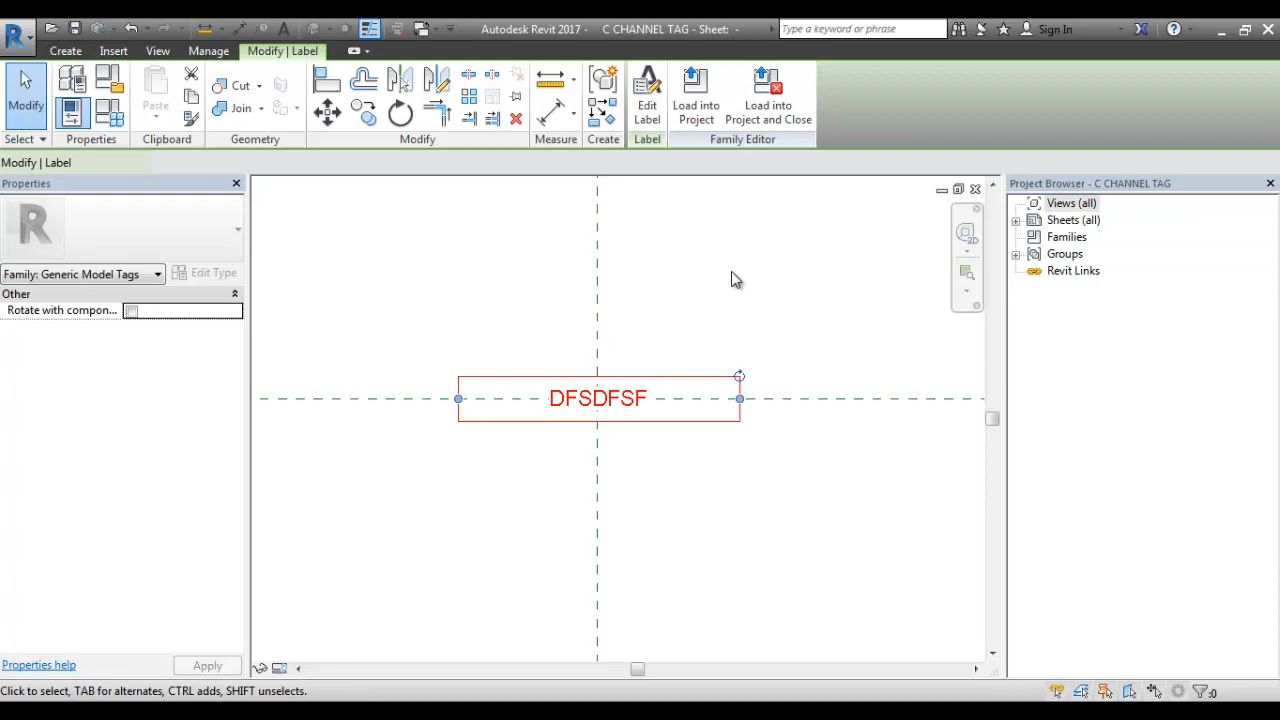 Autodesk Revit 2017 - C CHANNEL TAG - Sheet: -
Type a keyword or phrase
Sign In
Create
Insert
View
Manage
Modify | Label
Modify
Paste
Cut
Join
Edit
Label
Load into
Project
Load into
Project and Close
Select
Properties
Clipboard
Geometry
Modify
Measure
Create
Label
Family Editor
Modify | Label
Properties
R
Family: Generic Model Tags
Edit Type
Other
Rotate with compon...
Properties help
Apply
DFSDFSF
2D
Project Browser - C CHANNEL TAG
Views (all)
Sheets (all)
Families
Groups
Revit Links
Click to select, TAB for alternates, CTRL adds, SHIFT unselects.
:0